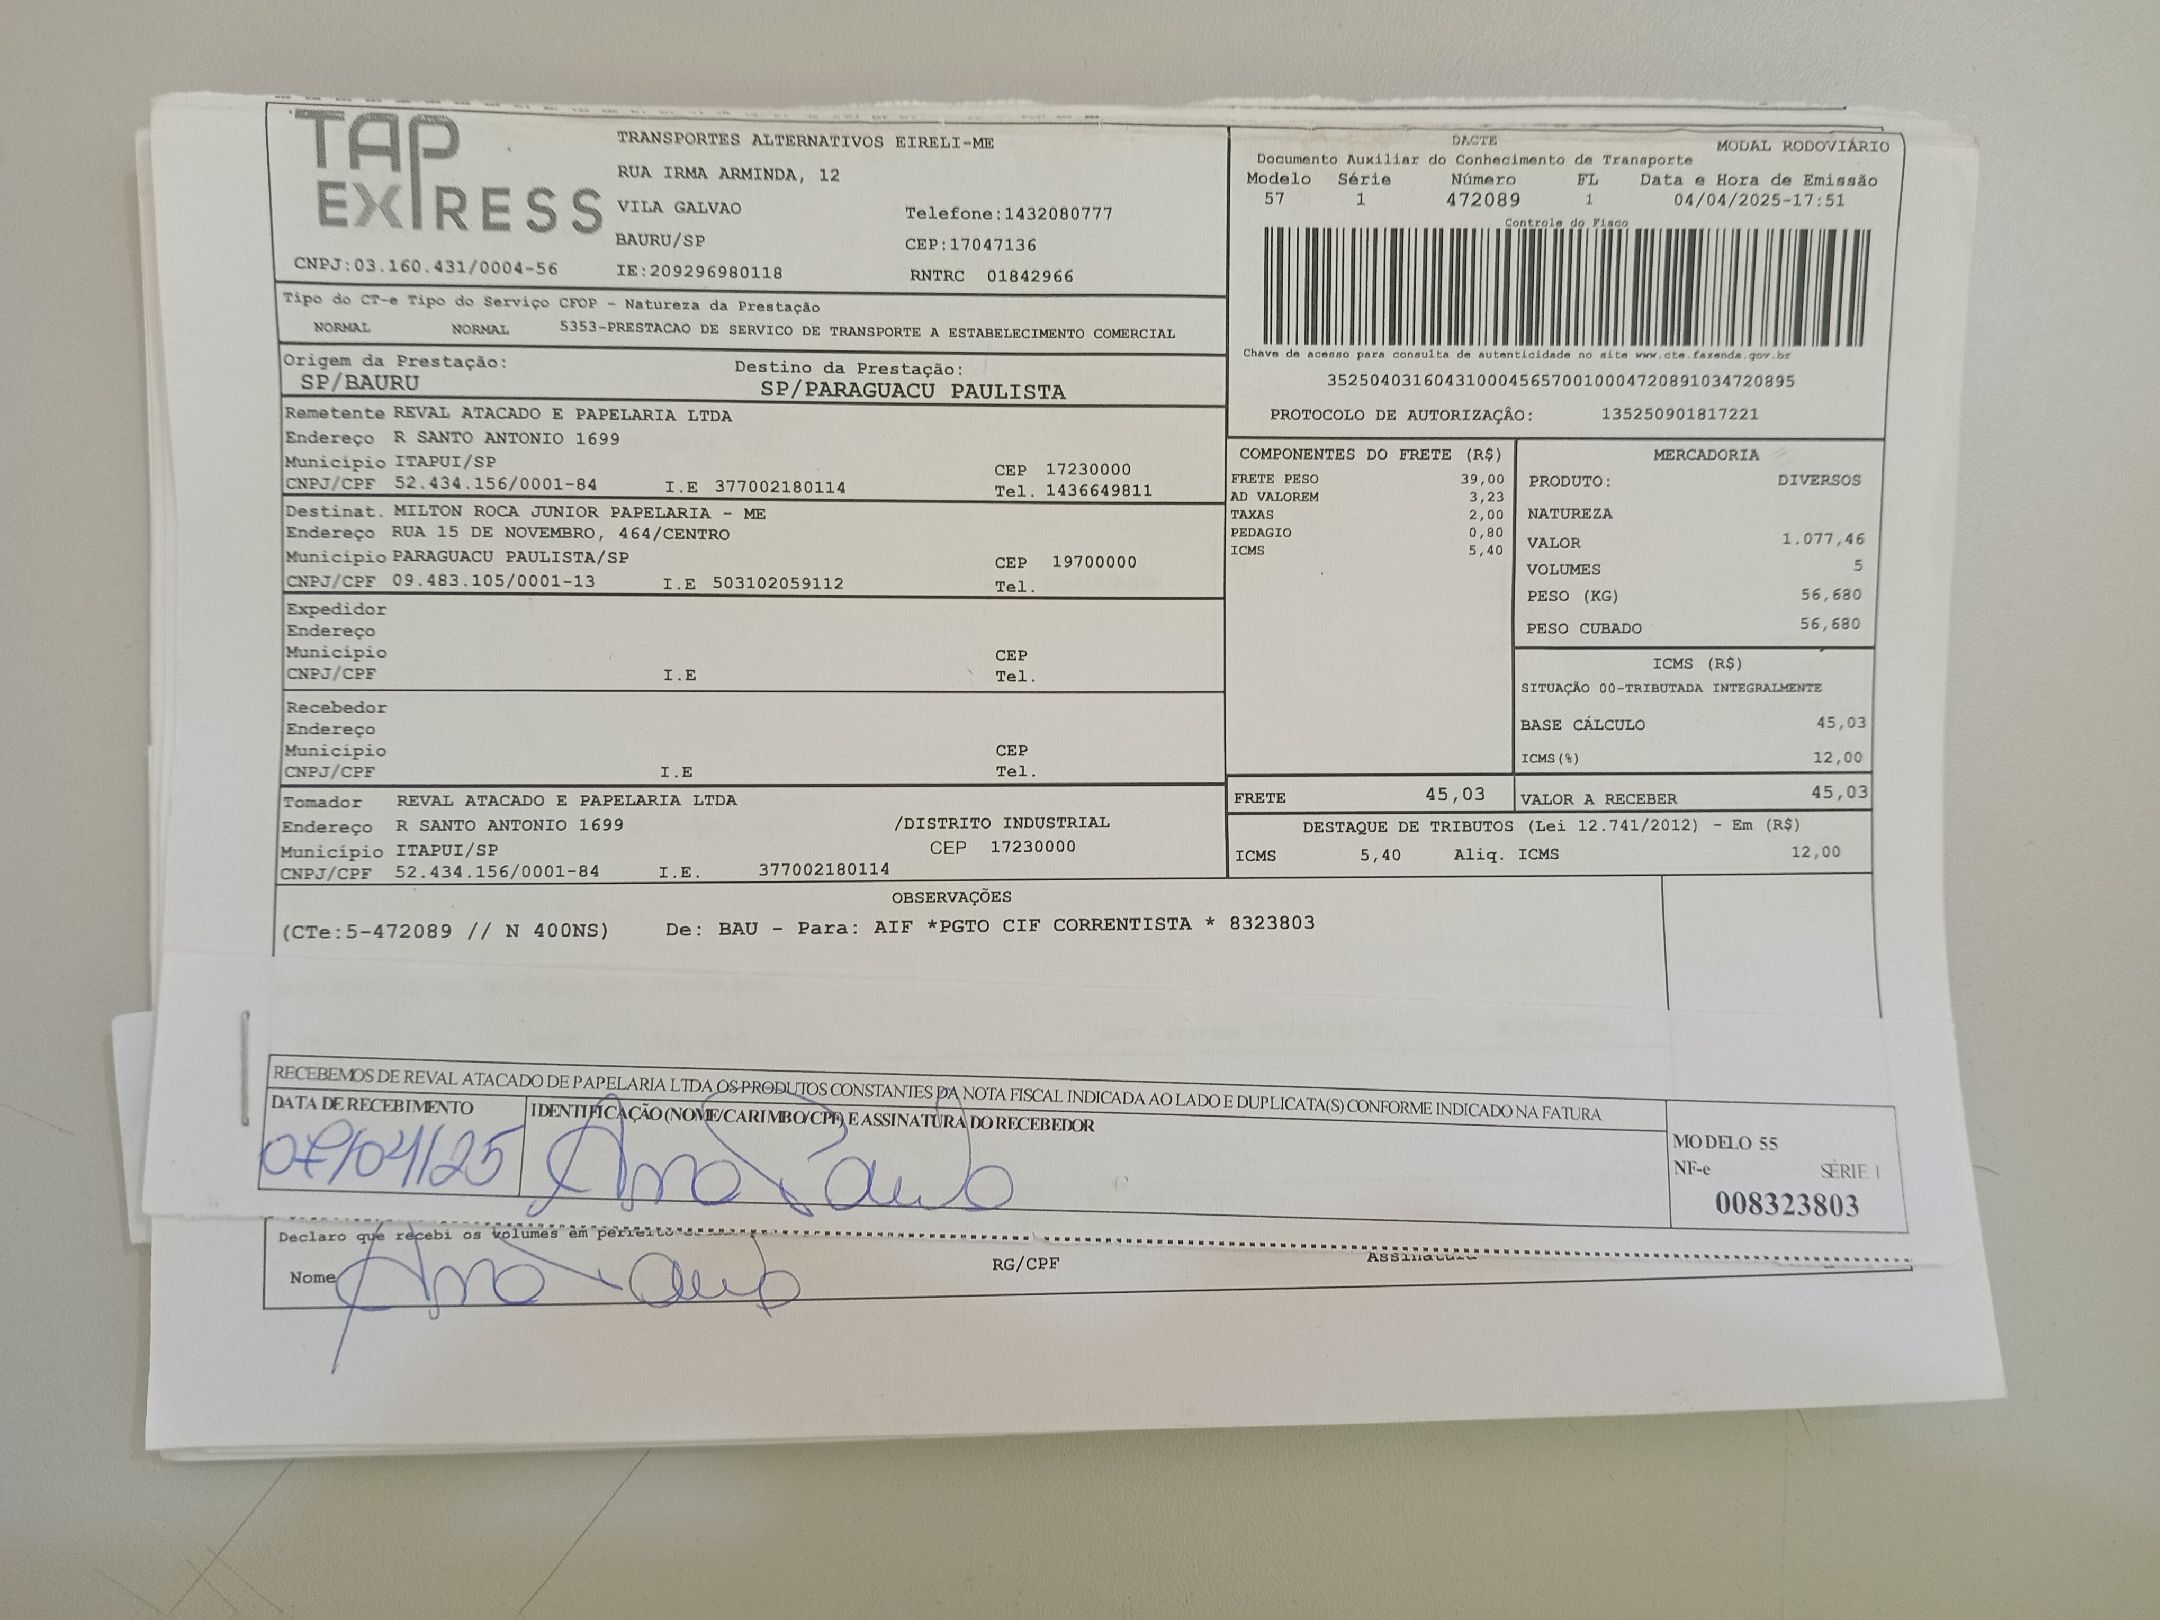 TAP
EXPRESS
CNPJ:03.160.431/0004-56
TRANSPORTES ALTERNATIVOS EIRELI-ME
RUA IRMA ARMINDA, 12
VILA GALVAO Telefone:1432080777
BAURU/SP CEP:17047136
IE:209296980118 RNTRC 01842966
DACTE MODAL RODOVIÁRIO
Documento Auxiliar do Conhecimento de Transporte
Modelo Série Número FL Data e Hora de Emissão
57 1 472089 1 04/04/2025-17:51
Controle do Fisco
Chave de acesso para consulta de autenticidade no site www.cte.fazenda.gov.br
35250403160431000456570010004720891034720895
PROTOCOLO DE AUTORIZAÇÃO: 135250901817221
Tipo do CT-e Tipo do Serviço CFOP - Natureza da Prestação
NORMAL NORMAL 5353-PRESTACAO DE SERVICO DE TRANSPORTE A ESTABELECIMENTO COMERCIAL
Origem da Prestação: Destino da Prestação:
SP/BAURU SP/PARAGUACU PAULISTA
Remetente REVAL ATACADO E PAPELARIA LTDA
Endereço R SANTO ANTONIO 1699
Município ITAPUI/SP CEP 17230000
CNPJ/CPF 52.434.156/0001-84 I.E 377002180114 Tel. 1436649811
Destinat. MILTON ROCA JUNIOR PAPELARIA - ME
Endereço RUA 15 DE NOVEMBRO, 464/CENTRO
Município PARAGUACU PAULISTA/SP CEP 19700000
CNPJ/CPF 09.483.105/0001-13 I.E 503102059112 Tel.
Expedidor
Endereço
Município CEP
CNPJ/CPF I.E Tel.
Recebedor
Endereço
Município CEP
CNPJ/CPF I.E Tel.
Tomador REVAL ATACADO E PAPELARIA LTDA
Endereço R SANTO ANTONIO 1699 /DISTRITO INDUSTRIAL
Município ITAPUI/SP CEP 17230000
CNPJ/CPF 52.434.156/0001-84 I.E. 377002180114
COMPONENTES DO FRETE (R$)
FRETE PESO 39,00
AD VALOREM 3,23
TAXAS 2,00
PEDAGIO 0,80
ICMS 5,40
MERCADORIA
PRODUTO: DIVERSOS
NATUREZA
VALOR 1.077,46
VOLUMES 5
PESO (KG) 56,680
PESO CUBADO 56,680
ICMS (R$)
SITUAÇÃO 00-TRIBUTADA INTEGRALMENTE
BASE CÁLCULO 45,03
ICMS(%) 12,00
FRETE 45,03 VALOR A RECEBER 45,03
DESTAQUE DE TRIBUTOS (Lei 12.741/2012) - Em (R$)
ICMS 5,40 Aliq. ICMS 12,00
OBSERVAÇÕES
(CTe:5-472089 // N 400NS) De: BAU - Para: AIF *PGTO CIF CORRENTISTA * 8323803
RECEBEMOS DE REVAL ATACADO DE PAPELARIA LTDA OS PRODUTOS CONSTANTES DA NOTA FISCAL INDICADA AO LADO E DUPLICATA(S) CONFORME INDICADO NA FATURA
DATA DE RECEBIMENTO IDENTIFICAÇÃO (NOME/CARIMBO/CPF) E ASSINATURA DO RECEBEDOR
07/04/25 Ana Paula
MODELO 55
NF-e SÉRIE 1
008323803
Declaro que recebi os volumes em perfeito
Nome Ana Paula RG/CPF Assinatura